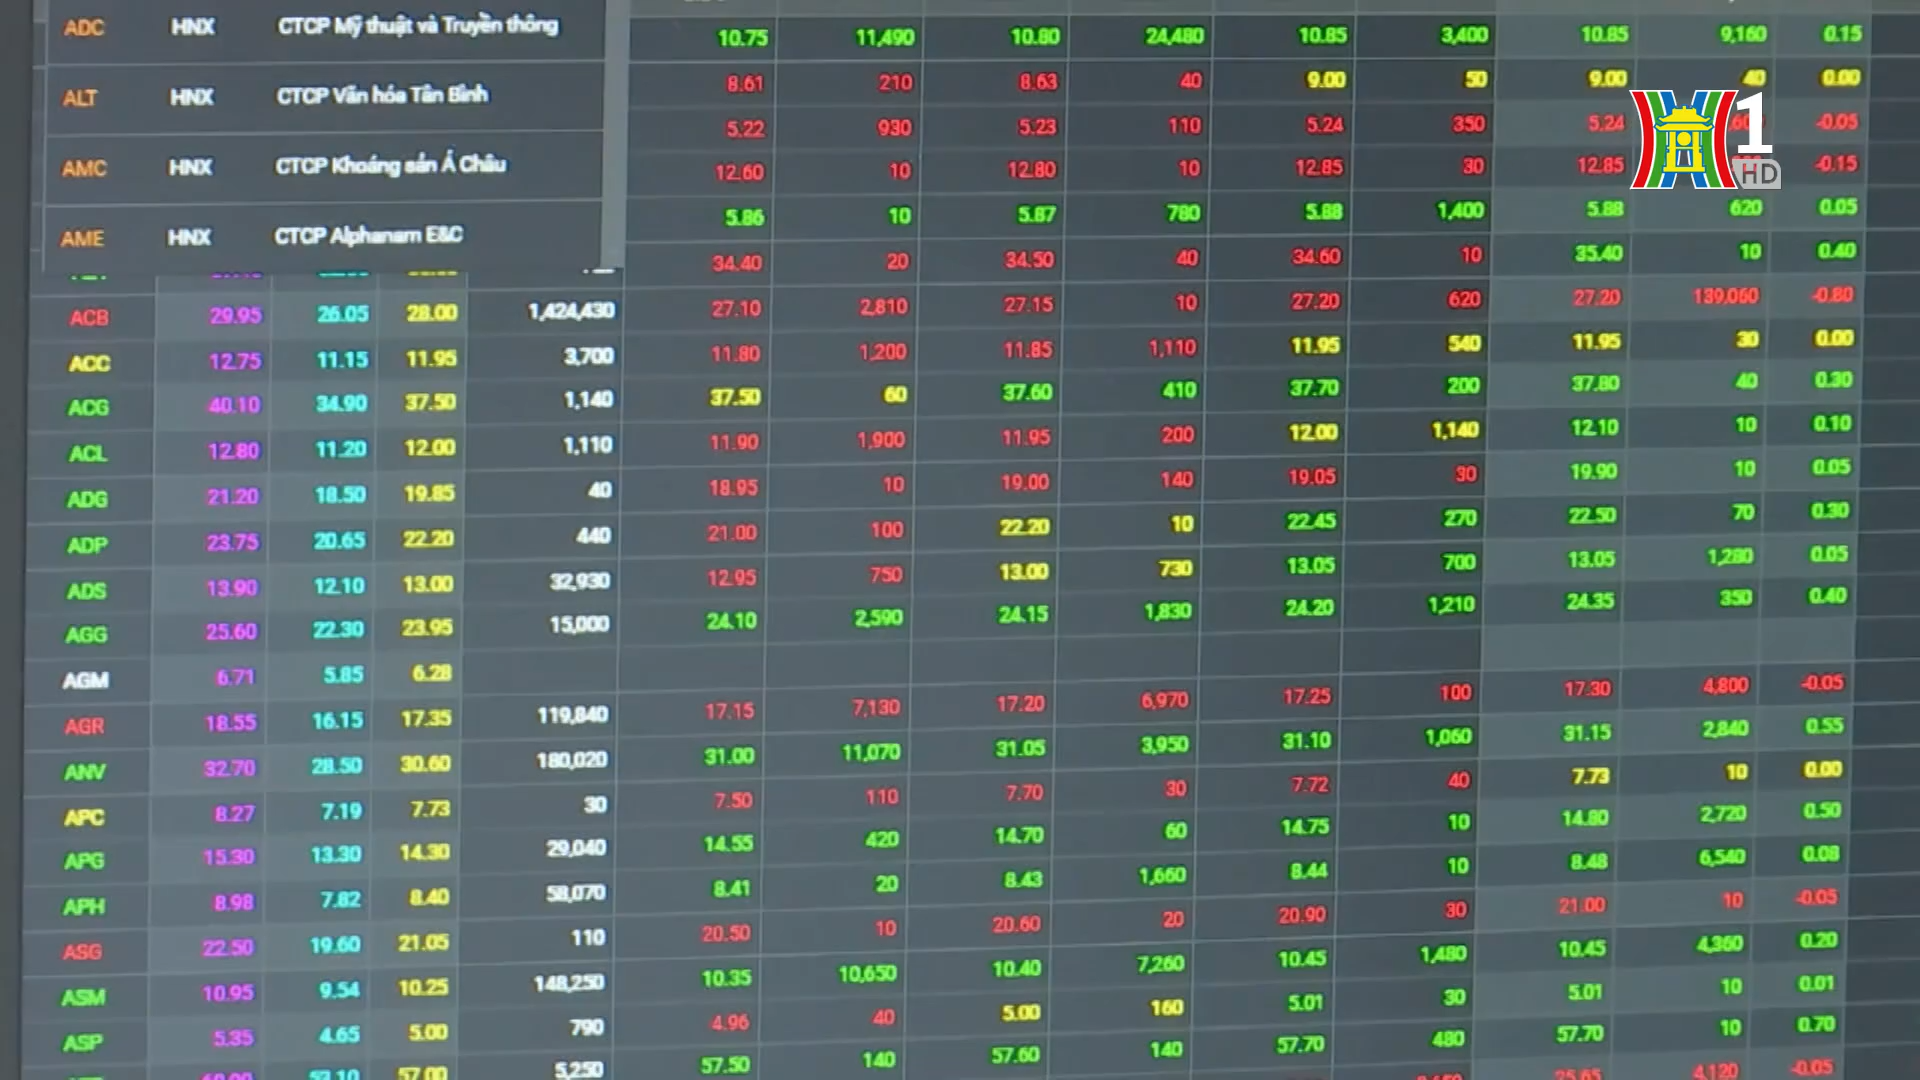 ADC HNX CTCP Mỹ thuật và Truyền thông
ALT HNX CTCP Văn hóa Tân Bình
AMC HNX CTCP Khoáng sản Á Châu
AME HNX CTCP Alphanam E&C
10.75 11,490 10.80 24,480 10.85 3,400 10.85 9,160 0.15
8.61 210 8.63 40 9.00 50 9.00 40 0.00
5.22 930 5.23 110 5.24 350 5.24 -0.05
12.60 10 12.80 10 12.85 30 12.85 -0.15
5.86 10 5.87 780 5.88 1,400 5.88 620 0.05
34.40 20 34.50 40 34.60 10 35.40 10 0.40
ACB 29.95 26.05 28.00 1,424,430 27.10 2,810 27.15 10 27.20 620 27.20 139,060 -0.80
ACC 12.75 11.15 11.95 3,700 11.80 1,200 11.85 1,110 11.95 540 11.95 30 0.00
ACG 40.10 34.90 37.50 1,140 37.50 60 37.60 410 37.70 200 37.80 40 0.30
ACL 12.80 11.20 12.00 1,110 11.90 1,900 11.95 200 12.00 1,140 12.10 10 0.10
ADG 21.20 18.50 19.85 40 18.95 10 19.00 140 19.05 30 19.90 10 0.05
ADP 23.75 20.65 22.20 440 21.00 100 22.20 10 22.45 270 22.50 70 0.30
ADS 13.90 12.10 13.00 32,930 12.95 750 13.00 730 13.05 700 13.05 1,280 0.05
AGG 25.60 22.30 23.95 15,000 24.10 2,590 24.15 1,830 24.20 1,210 24.35 350 0.40
AGM 6.71 5.85 6.28
AGR 18.55 16.15 17.35 119,840 17.15 7,130 17.20 6,970 17.25 100 17.30 4,800 -0.05
ANV 32.70 28.50 30.60 180,020 31.00 11,070 31.05 3,950 31.10 1,060 31.15 2,840 0.55
APC 8.27 7.19 7.73 30 7.50 110 7.70 30 7.72 40 7.73 10 0.00
APG 15.30 13.30 14.30 29,040 14.55 420 14.70 60 14.75 10 14.80 2,720 0.50
APH 8.98 7.82 8.40 58,070 8.41 20 8.43 1,660 8.44 10 8.48 6,540 0.08
ASG 22.50 19.60 21.05 110 20.50 10 20.60 20 20.90 30 21.00 10 -0.05
ASM 10.95 9.54 10.25 148,250 10.35 10,650 10.40 7,260 10.45 1,480 10.45 4,360 0.20
ASP 5.35 4.65 5.00 790 4.96 40 5.00 160 5.01 30 5.01 10 0.01
53.10 57.00 5,250 57.50 140 57.60 140 57.70 480 57.70 10 0.70
25.65 4,120 -0.05
H1
HD